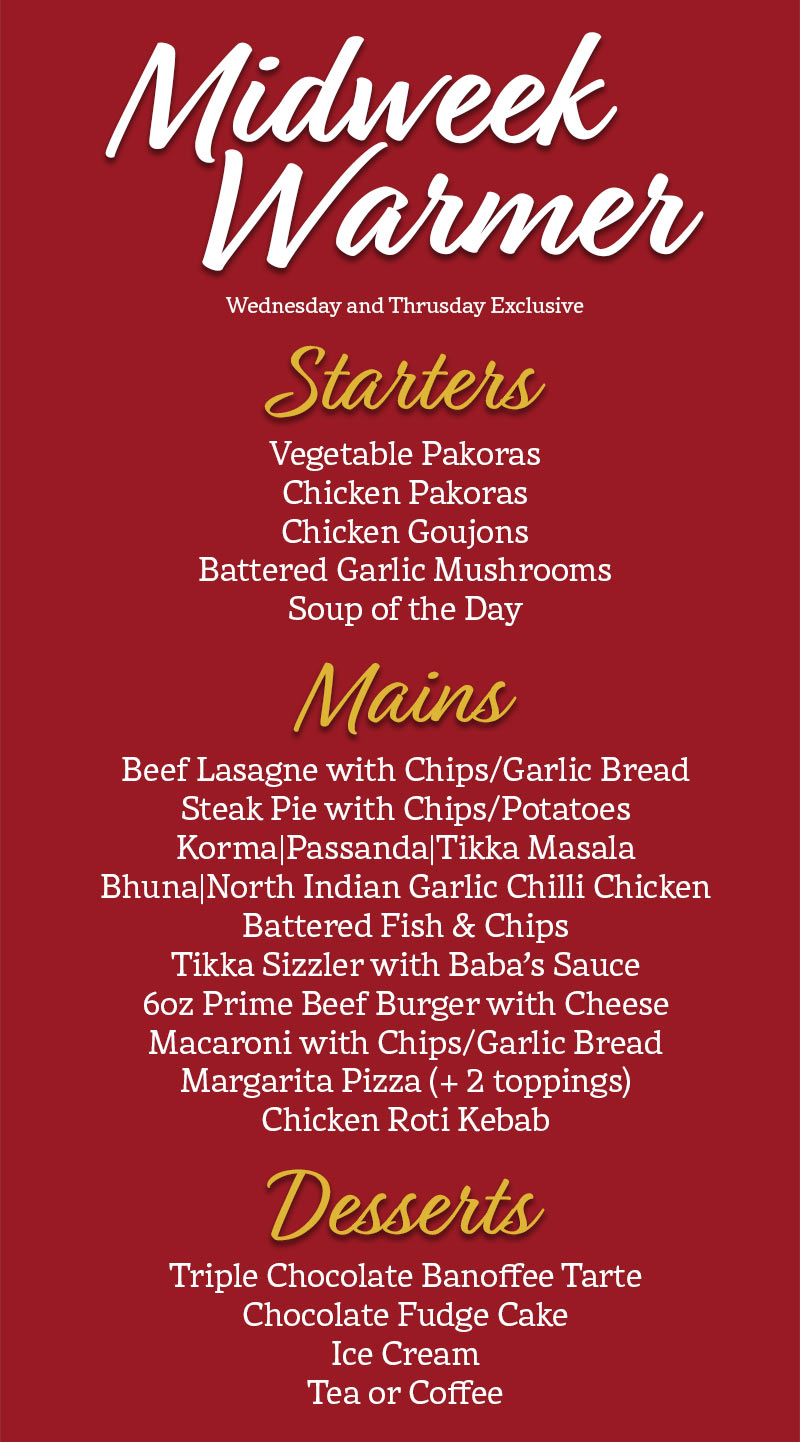 Midweek
Warmer
Wednesday and Thrusday Exclusive
Starters
Vegetable Pakoras
Chicken Pakoras
Chicken Goujons
Battered Garlic Mushrooms
Soup of the Day
Mains
Beef Lasagne with Chips/Garlic Bread
Steak Pie with Chips/Potatoes
Korma|Passanda|Tikka Masala
Bhuna|North Indian Garlic Chilli Chicken
Battered Fish & Chips
Tikka Sizzler with Baba’s Sauce
6oz Prime Beef Burger with Cheese
Macaroni with Chips/Garlic Bread
Margarita Pizza (+ 2 toppings)
Chicken Roti Kebab
Desserts
Triple Chocolate Banoffee Tarte
Chocolate Fudge Cake
Ice Cream
Tea or Coffee